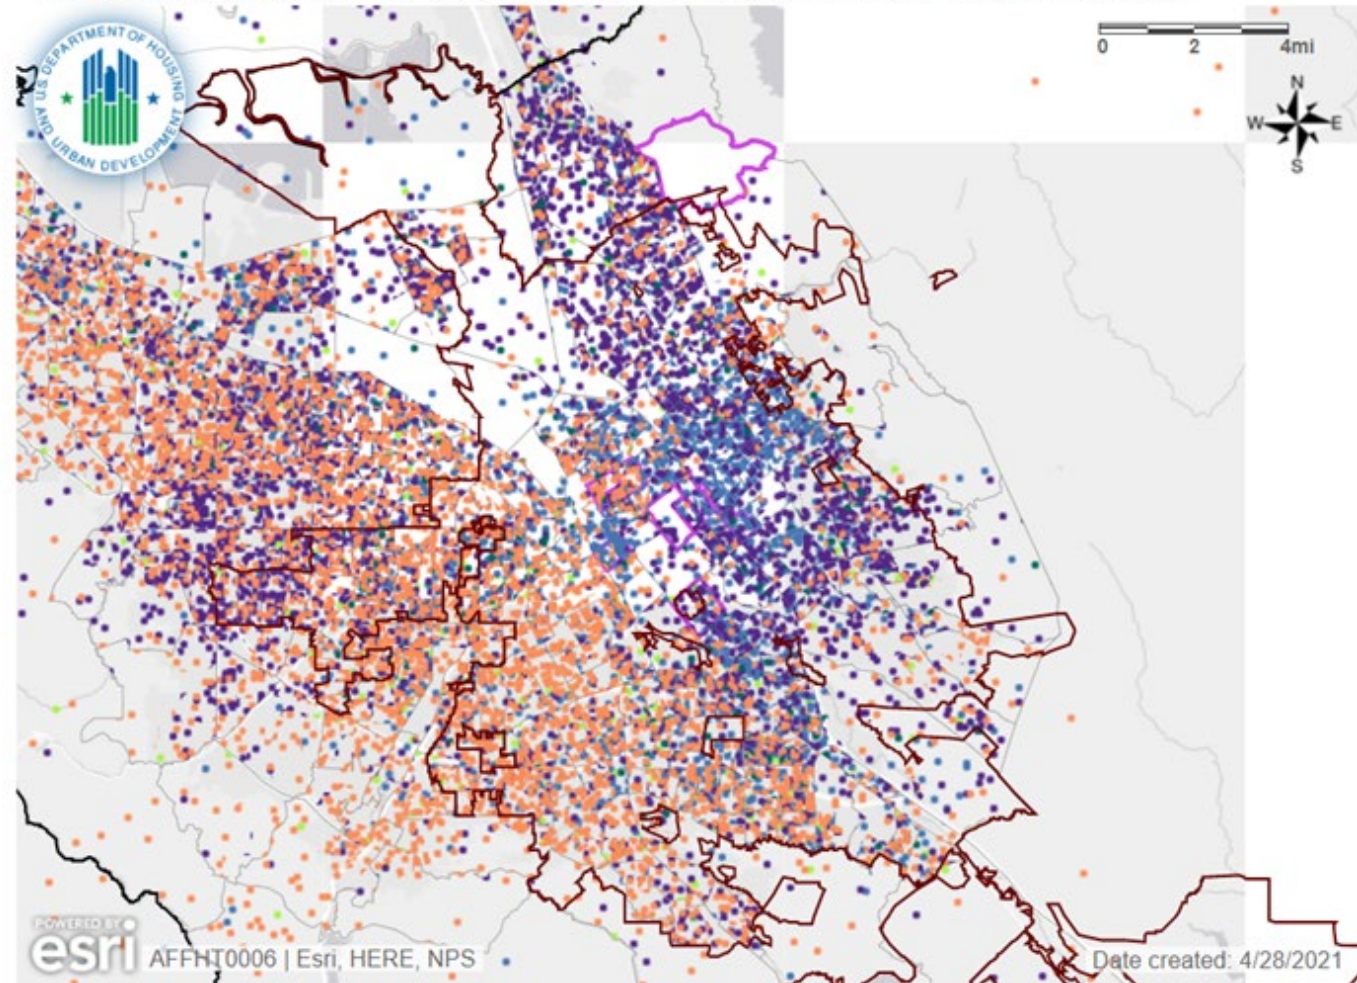 U.S. DEPARTMENT OF HOUSING
AND URBAN DEVELOPMENT
0 2 4mi
N
W E
S
POWERED BY
esri
AFFHT0006 | Esri, HERE, NPS
Date created: 4/28/2021